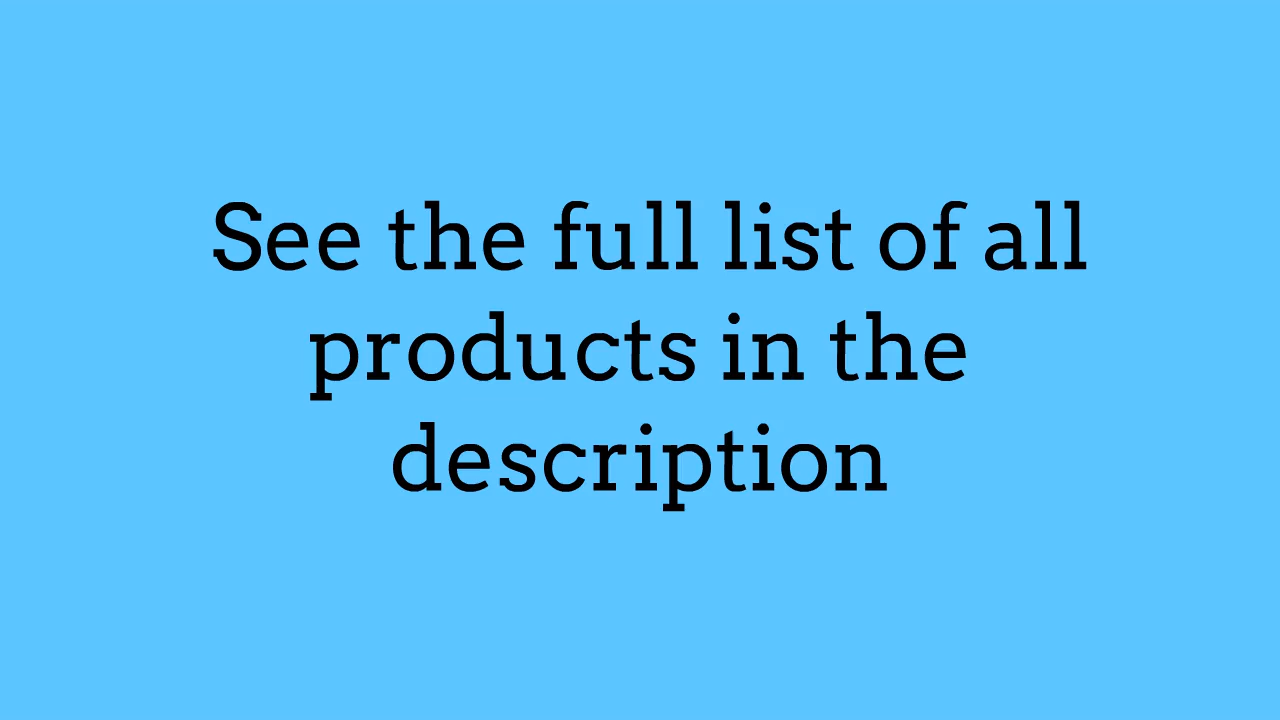 See the full list of all
products in the
description